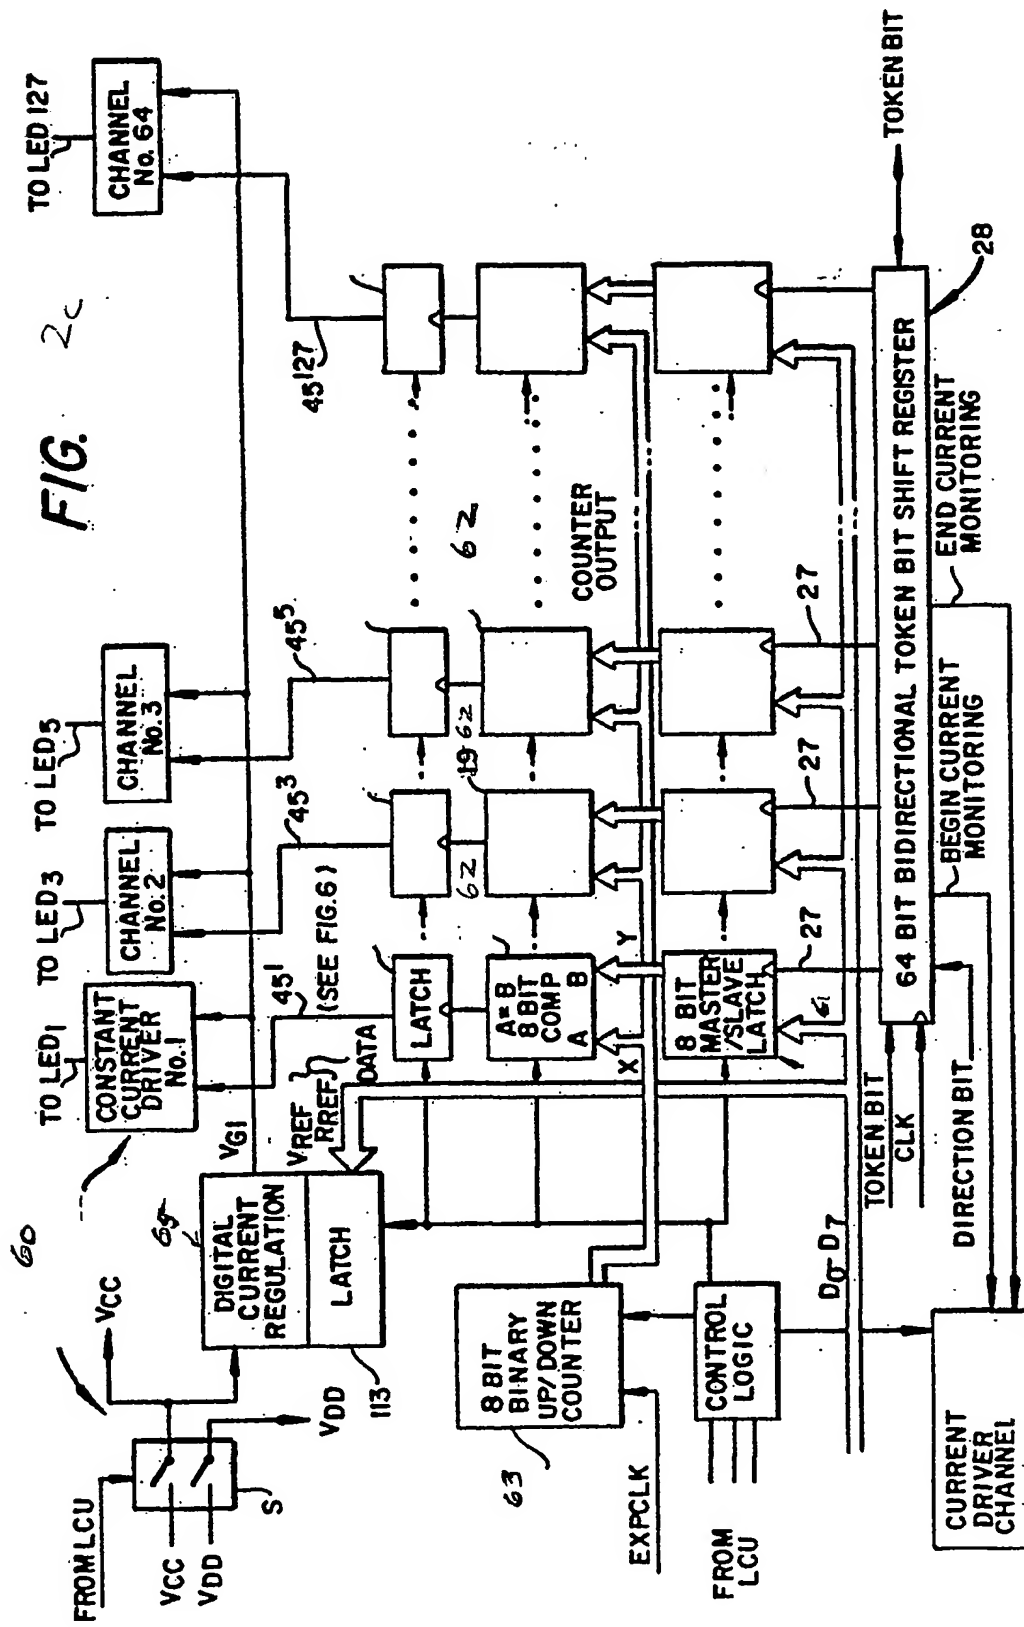 FIG. 2c
60
FROM LCU
VCC
VDD
S
VCC
VDD
65
DIGITAL
CURRENT
REGULATION
LATCH
113
VG1
VREF
RREF
DATA
(SEE FIG.6)
TO LED1
CONSTANT
CURRENT
DRIVER
No.1
TO LED3
CHANNEL
No.2
TO LED5
CHANNEL
No.3
TO LED 127
CHANNEL
No. 64
45¹
45³
45⁵
45¹²⁷
LATCH
A=B
8 BIT
COMP
A B
X
Y
62
19
62
62
COUNTER
OUTPUT
8 BIT
MASTER
/SLAVE
LATCH
61
27
27
27
63
8 BIT
BINARY
UP/DOWN
COUNTER
EXPCLK
FROM
LCU
CONTROL
LOGIC
D0-D7
TOKEN BIT
CLK
DIRECTION BIT
64 BIT BIDIRECTIONAL TOKEN BIT SHIFT REGISTER
TOKEN BIT
28
BEGIN CURRENT
MONITORING
END CURRENT
MONITORING
CURRENT
DRIVER
CHANNEL